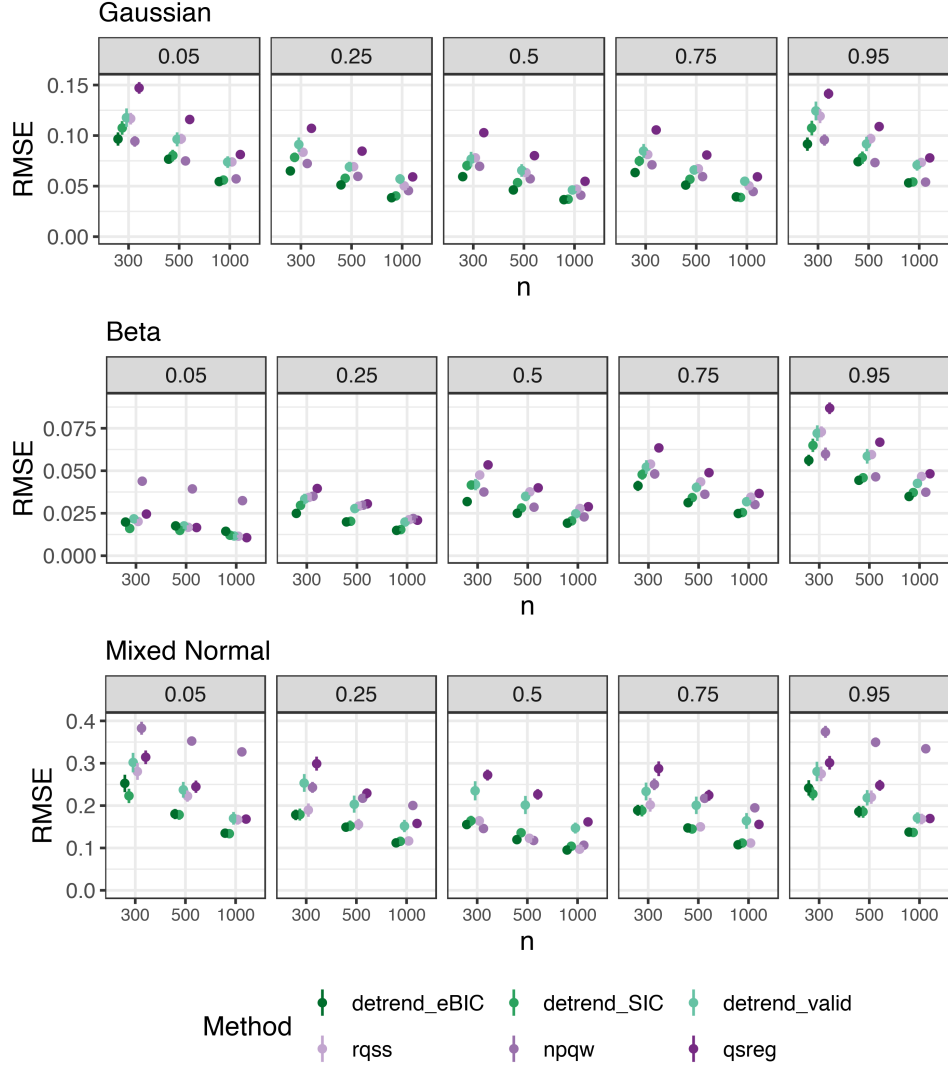 Gaussian
0.05 0.25 0.5 0.75 0.95
RMSE
0.15
0.10
0.05
0.00
300 500 1000 300 500 1000 300 500 1000 300 500 1000 300 500 1000
n
Beta
0.05 0.25 0.5 0.75 0.95
RMSE
0.075
0.050
0.025
0.000
300 500 1000 300 500 1000 300 500 1000 300 500 1000 300 500 1000
n
Mixed Normal
0.05 0.25 0.5 0.75 0.95
RMSE
0.4
0.3
0.2
0.1
0.0
300 500 1000 300 500 1000 300 500 1000 300 500 1000 300 500 1000
n
Method
detrend_eBIC detrend_SIC detrend_valid
rqss npqw qsreg